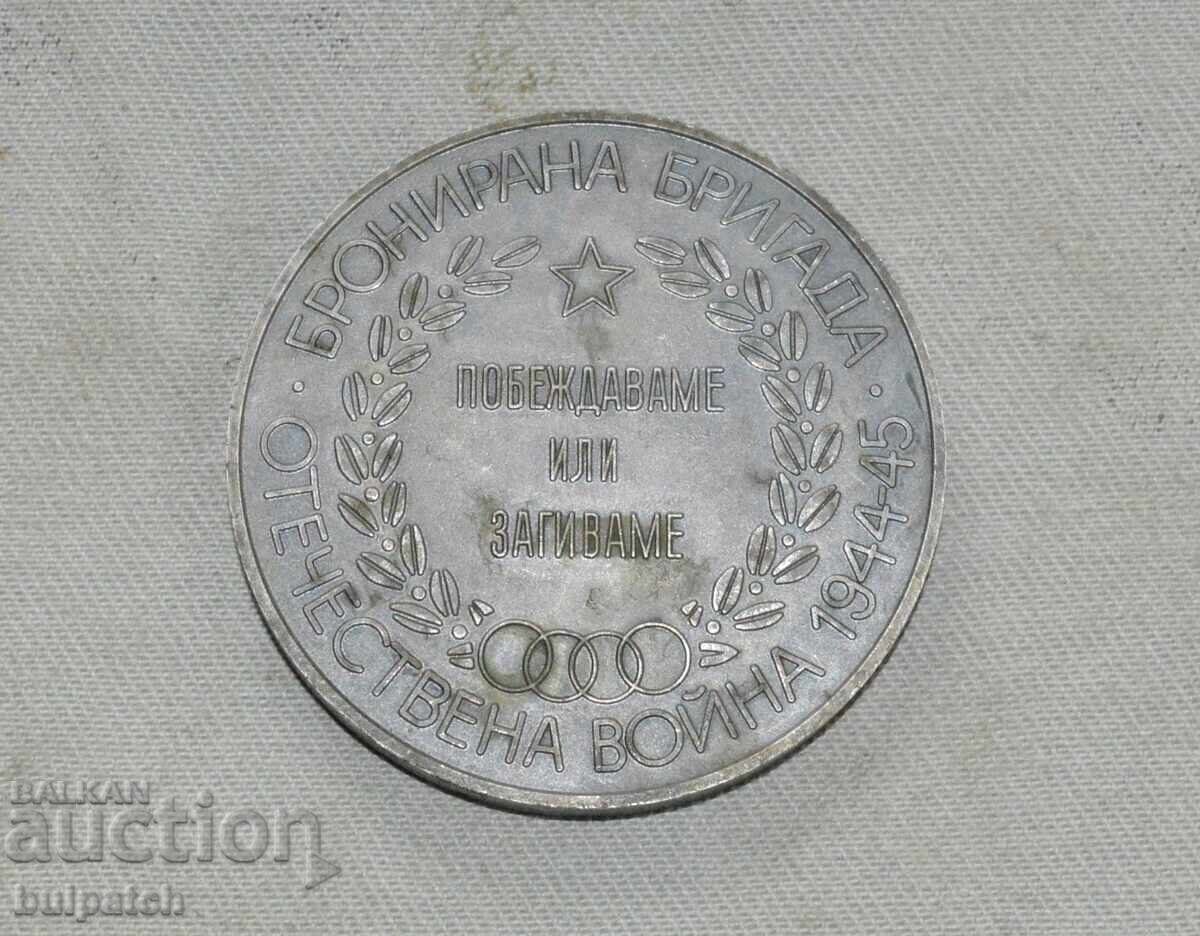 · БРОНИРАНА БРИГАДА ·
ПОБЕЖДАВАМЕ
ИЛИ
ЗАГИВАМЕ
ОТЕЧЕСТВЕНА ВОЙНА 1944-45
BALKAN
auction
bulpatch